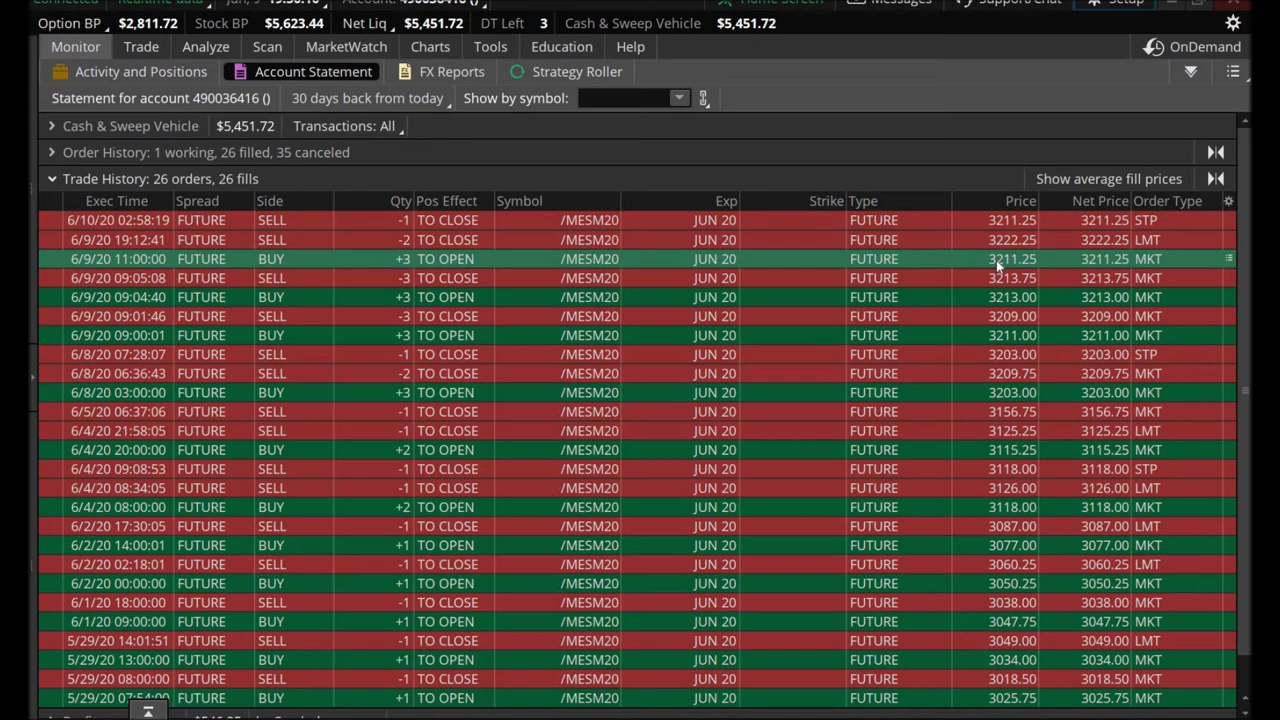 Option BP $2,811.72 Stock BP $5,623.44 Net Liq $5,451.72 DT Left 3 Cash & Sweep Vehicle $5,451.72
Monitor Trade Analyze Scan MarketWatch Charts Tools Education Help OnDemand
Activity and Positions Account Statement FX Reports Strategy Roller
Statement for account 490036416 () 30 days back from today Show by symbol:
Cash & Sweep Vehicle $5,451.72 Transactions: All
Order History: 1 working, 26 filled, 35 canceled
Trade History: 26 orders, 26 fills Show average fill prices
Exec Time Spread Side Qty Pos Effect Symbol Exp Strike Type Price Net Price Order Type
6/10/20 02:58:19 FUTURE SELL -1 TO CLOSE /MESM20 JUN 20 FUTURE 3211.25 3211.25 STP
6/9/20 19:12:41 FUTURE SELL -2 TO CLOSE /MESM20 JUN 20 FUTURE 3222.25 3222.25 LMT
6/9/20 11:00:00 FUTURE BUY +3 TO OPEN /MESM20 JUN 20 FUTURE 3211.25 3211.25 MKT
6/9/20 09:05:08 FUTURE SELL -3 TO CLOSE /MESM20 JUN 20 FUTURE 3213.75 3213.75 MKT
6/9/20 09:04:40 FUTURE BUY +3 TO OPEN /MESM20 JUN 20 FUTURE 3213.00 3213.00 MKT
6/9/20 09:01:46 FUTURE SELL -3 TO CLOSE /MESM20 JUN 20 FUTURE 3209.00 3209.00 MKT
6/9/20 09:00:01 FUTURE BUY +3 TO OPEN /MESM20 JUN 20 FUTURE 3211.00 3211.00 MKT
6/8/20 07:28:07 FUTURE SELL -1 TO CLOSE /MESM20 JUN 20 FUTURE 3203.00 3203.00 STP
6/8/20 06:36:43 FUTURE SELL -2 TO CLOSE /MESM20 JUN 20 FUTURE 3209.75 3209.75 MKT
6/8/20 03:00:00 FUTURE BUY +3 TO OPEN /MESM20 JUN 20 FUTURE 3203.00 3203.00 MKT
6/5/20 06:37:06 FUTURE SELL -1 TO CLOSE /MESM20 JUN 20 FUTURE 3156.75 3156.75 MKT
6/4/20 21:58:05 FUTURE SELL -1 TO CLOSE /MESM20 JUN 20 FUTURE 3125.25 3125.25 LMT
6/4/20 20:00:00 FUTURE BUY +2 TO OPEN /MESM20 JUN 20 FUTURE 3115.25 3115.25 MKT
6/4/20 09:08:53 FUTURE SELL -1 TO CLOSE /MESM20 JUN 20 FUTURE 3118.00 3118.00 STP
6/4/20 08:34:05 FUTURE SELL -1 TO CLOSE /MESM20 JUN 20 FUTURE 3126.00 3126.00 LMT
6/4/20 08:00:00 FUTURE BUY +2 TO OPEN /MESM20 JUN 20 FUTURE 3118.00 3118.00 MKT
6/2/20 17:30:05 FUTURE SELL -1 TO CLOSE /MESM20 JUN 20 FUTURE 3087.00 3087.00 LMT
6/2/20 14:00:01 FUTURE BUY +1 TO OPEN /MESM20 JUN 20 FUTURE 3077.00 3077.00 MKT
6/2/20 02:18:01 FUTURE SELL -1 TO CLOSE /MESM20 JUN 20 FUTURE 3060.25 3060.25 LMT
6/2/20 00:00:00 FUTURE BUY +1 TO OPEN /MESM20 JUN 20 FUTURE 3050.25 3050.25 MKT
6/1/20 18:00:00 FUTURE SELL -1 TO CLOSE /MESM20 JUN 20 FUTURE 3038.00 3038.00 MKT
6/1/20 09:00:00 FUTURE BUY +1 TO OPEN /MESM20 JUN 20 FUTURE 3047.75 3047.75 MKT
5/29/20 14:01:51 FUTURE SELL -1 TO CLOSE /MESM20 JUN 20 FUTURE 3049.00 3049.00 LMT
5/29/20 13:00:00 FUTURE BUY +1 TO OPEN /MESM20 JUN 20 FUTURE 3034.00 3034.00 MKT
5/29/20 08:00:00 FUTURE SELL -1 TO CLOSE /MESM20 JUN 20 FUTURE 3018.50 3018.50 MKT
5/29/20 07:54:00 FUTURE BUY +1 TO OPEN /MESM20 JUN 20 FUTURE 3025.75 3025.75 MKT